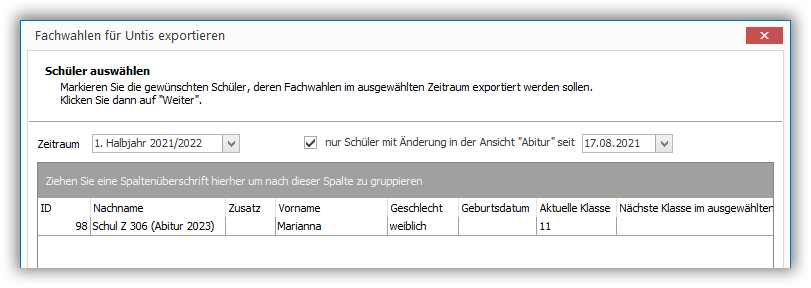 Fachwahlen für Untis exportieren
Schüler auswählen
Markieren Sie die gewünschten Schüler, deren Fachwahlen im ausgewählten Zeitraum exportiert werden sollen.
Klicken Sie dann auf "Weiter".
Zeitraum 1. Halbjahr 2021/2022 nur Schüler mit Änderung in der Ansicht "Abitur" seit 17.08.2021
Ziehen Sie eine Spaltenüberschrift hierher um nach dieser Spalte zu gruppieren
ID Nachname Zusatz Vorname Geschlecht Geburtsdatum Aktuelle Klasse Nächste Klasse im ausgewählten
98 Schul Z 306 (Abitur 2023) Marianna weiblich 11